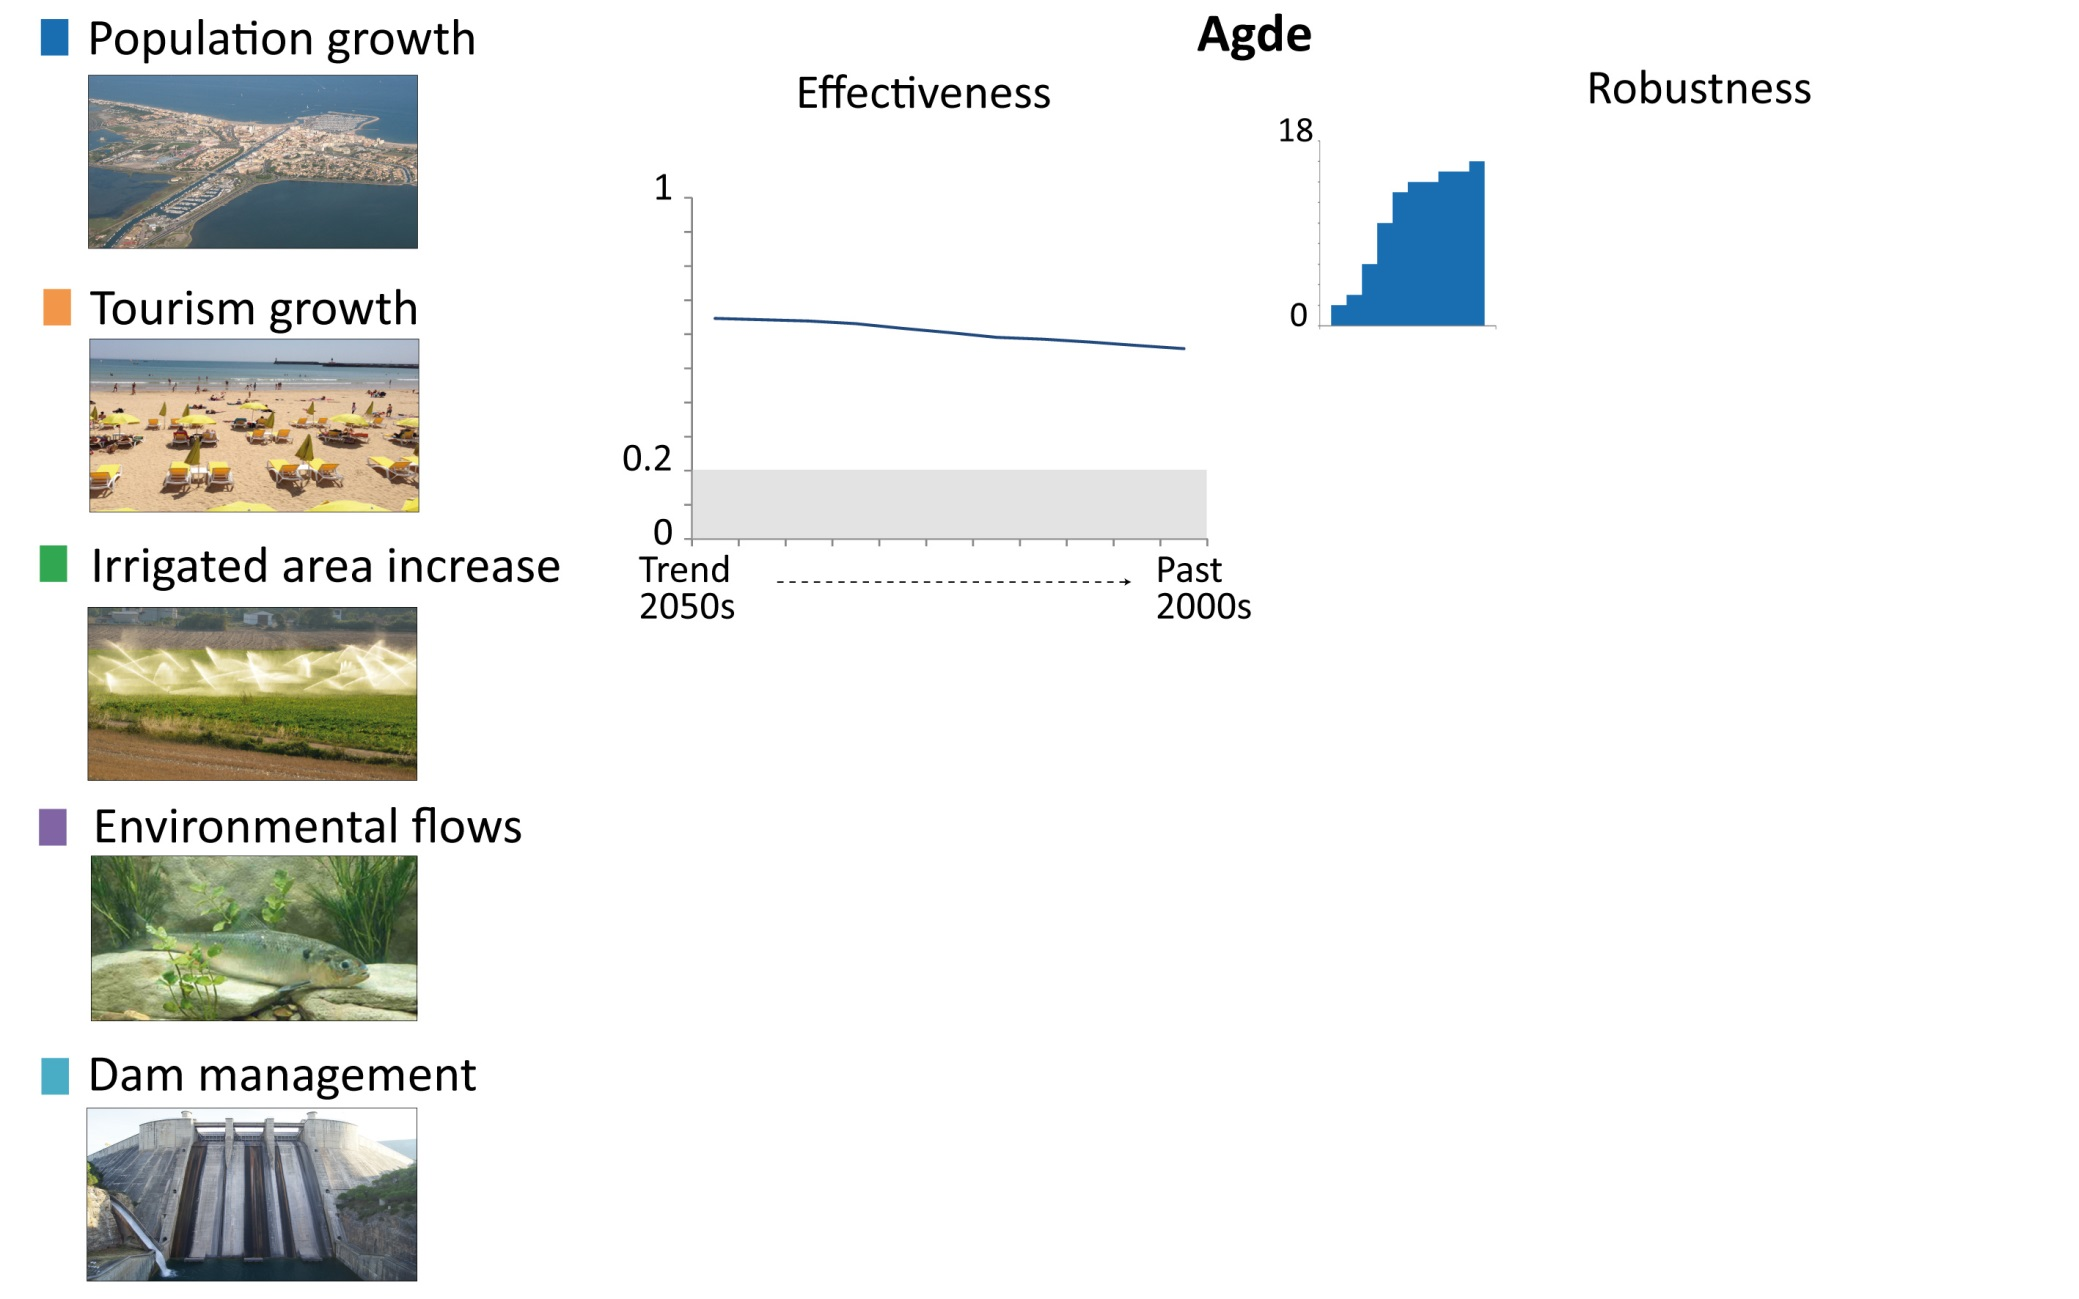 Population growth
Tourism growth
Irrigated area increase
Environmental flows
Dam management
Agde
Effectiveness
1
0.2
0
Trend
2050s
Past
2000s
Robustness
18
0